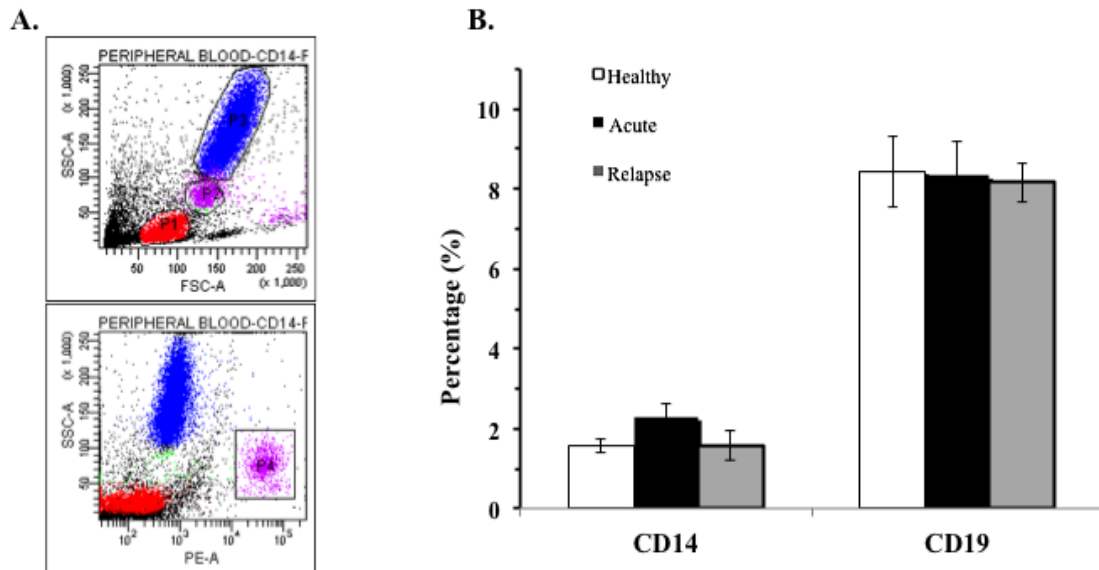 A.
PERIPHERAL BLOOD-CD14-F
SSC-A
(x 1,000)
50 100 150 200 250
P3
P2
P1
50 100 150 200 250
FSC-A
(x 1,000)
PERIPHERAL BLOOD-CD14-F
SSC-A
(x 1,000)
50 100 150 200 250
P4
10² 10³ 10⁴ 10⁵
PE-A
B.
Healthy
Acute
Relapse
Percentage (%)
10
8
6
4
2
0
CD14 CD19